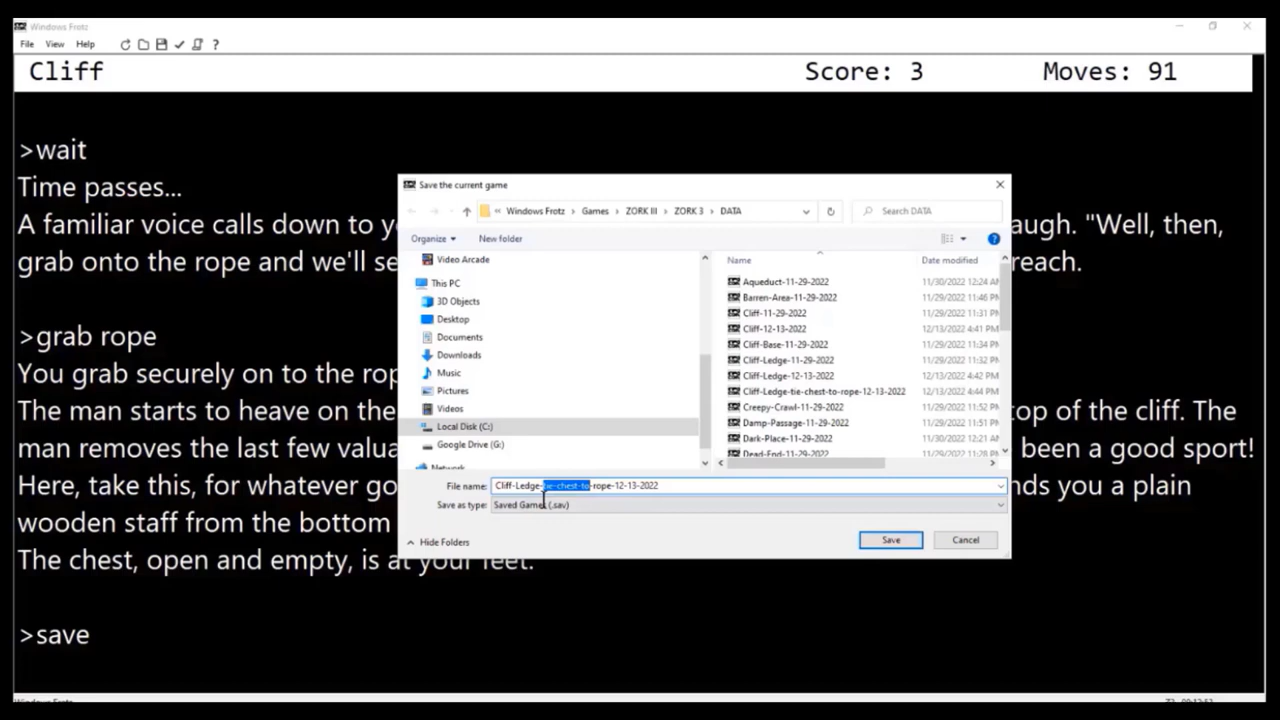 Windows Frotz
File View Help
Cliff Score: 3 Moves: 91
>wait
Time passes...
A familiar voice calls down to y
augh. "Well, then,
grab onto the rope and we'll se
reach.
>grab rope
You grab securely on to the rop
The man starts to heave on the
top of the cliff. The
man removes the last few valua
been a good sport!
Here, take this, for whatever go
nds you a plain
wooden staff from the bottom
The chest, open and empty, is at your feet.
>save
Save the current game
« Windows Frotz › Games › ZORK III › ZORK 3 › DATA
Search DATA
Organize New folder
Video Arcade
This PC
3D Objects
Desktop
Documents
Downloads
Music
Pictures
Videos
Local Disk (C:)
Google Drive (G:)
Network
Name Date modified
Aqueduct-11-29-2022 11/30/2022 12:24 AM
Barren-Area-11-29-2022 11/29/2022 11:46 PM
Cliff-11-29-2022 11/29/2022 11:31 PM
Cliff-12-13-2022 12/13/2022 4:41 PM
Cliff-Base-11-29-2022 11/29/2022 11:34 PM
Cliff-Ledge-11-29-2022 11/29/2022 11:32 PM
Cliff-Ledge-12-13-2022 12/13/2022 4:42 PM
Cliff-Ledge-tie-chest-to-rope-12-13-2022 12/13/2022 4:44 PM
Creepy-Crawl-11-29-2022 11/29/2022 11:52 PM
Damp-Passage-11-29-2022 11/29/2022 11:51 PM
Dark-Place-11-29-2022 11/30/2022 12:21 AM
Dead-End-11-29-2022 11/29/2022 11:58 PM
File name: Cliff-Ledge-tie-chest-to-rope-12-13-2022
Save as type: Saved Games (.sav)
Hide Folders Save Cancel
Windows Frotz